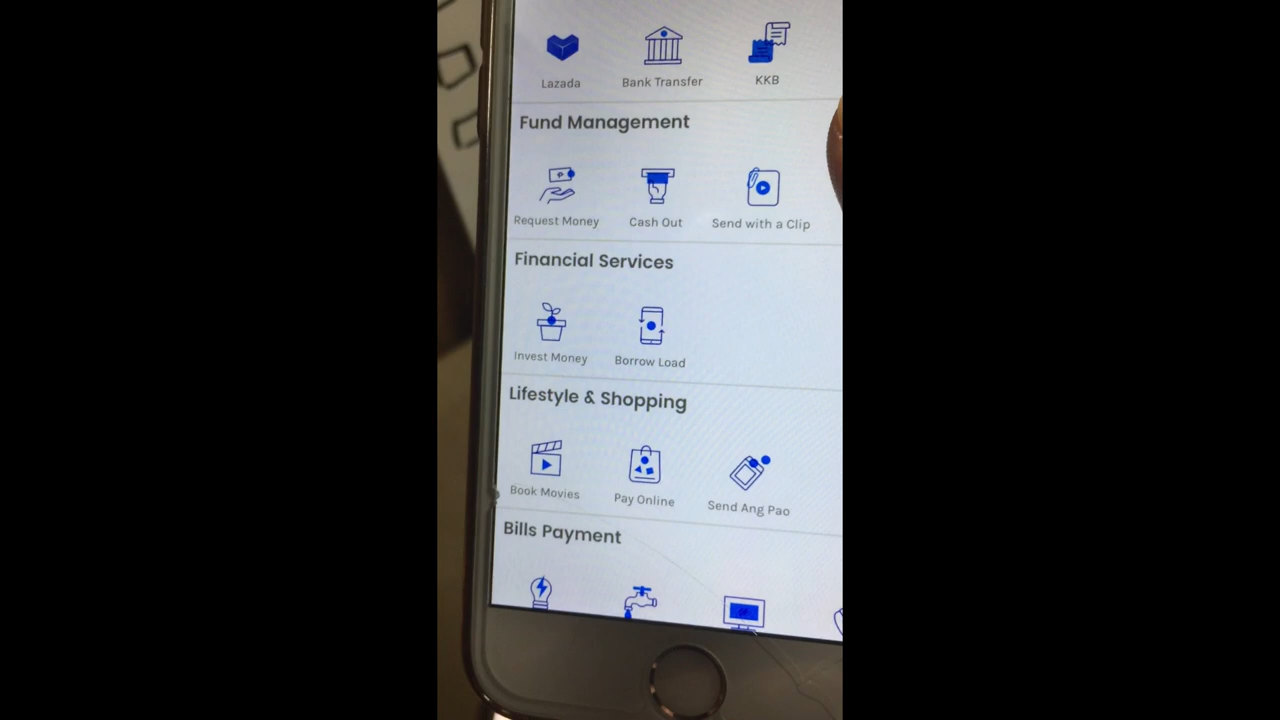 Lazada Bank Transfer KKB
Fund Management
Request Money Cash Out Send with a Clip
Financial Services
Invest Money Borrow Load
Lifestyle & Shopping
Book Movies Pay Online Send Ang Pao
Bills Payment